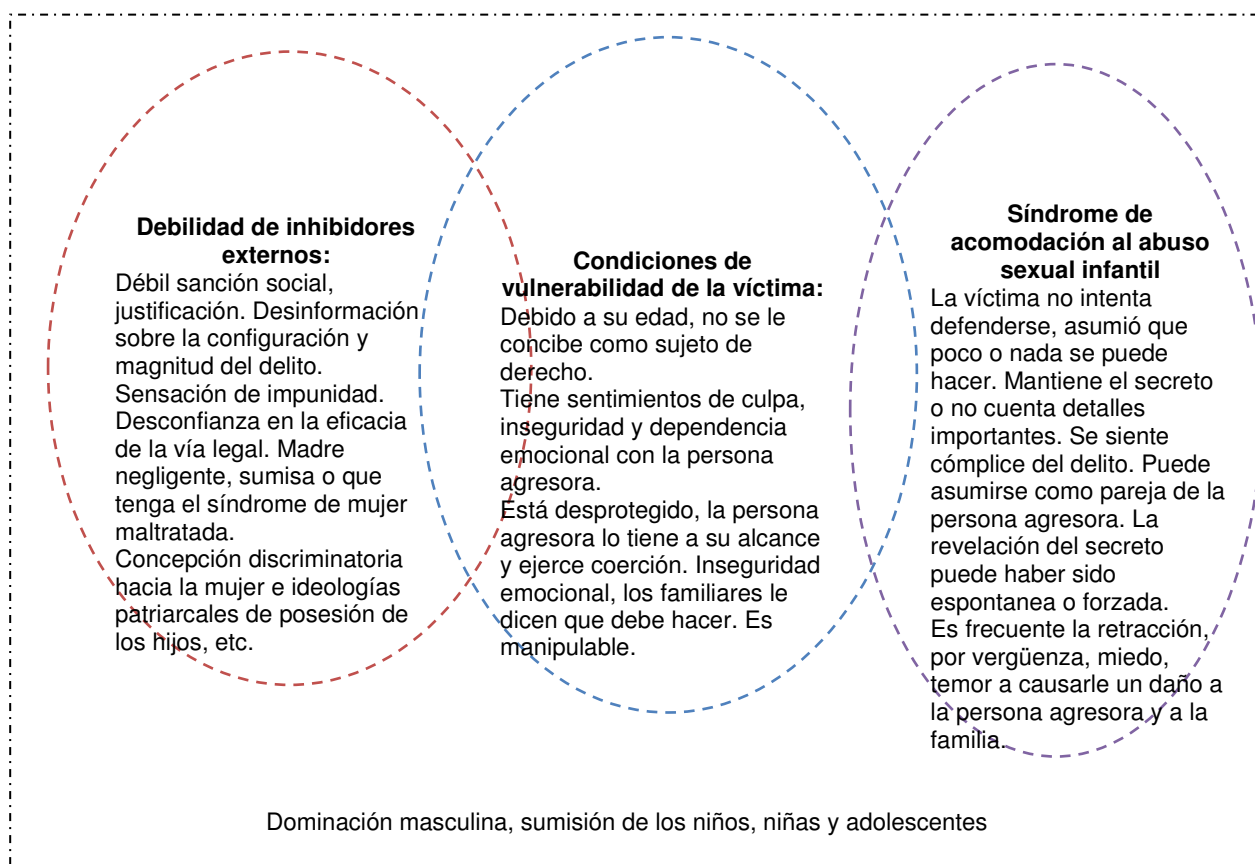 Debilidad de inhibidores
externos:
Débil sanción social,
justificación. Desinformación
sobre la configuración y
magnitud del delito.
Sensación de impunidad.
Desconfianza en la eficacia
de la vía legal. Madre
negligente, sumisa o que
tenga el síndrome de mujer
maltratada.
Concepción discriminatoria
hacia la mujer e ideologías
patriarcales de posesión de
los hijos, etc.
Condiciones de
vulnerabilidad de la víctima:
Debido a su edad, no se le
concibe como sujeto de
derecho.
Tiene sentimientos de culpa,
inseguridad y dependencia
emocional con la persona
agresora.
Está desprotegido, la persona
agresora lo tiene a su alcance
y ejerce coerción. Inseguridad
emocional, los familiares le
dicen que debe hacer. Es
manipulable.
Síndrome de
acomodación al abuso
sexual infantil
La víctima no intenta
defenderse, asumió que
poco o nada se puede
hacer. Mantiene el secreto
o no cuenta detalles
importantes. Se siente
cómplice del delito. Puede
asumirse como pareja de la
persona agresora. La
revelación del secreto
puede haber sido
espontanea o forzada.
Es frecuente la retracción,
por vergüenza, miedo,
temor a causarle un daño a
la persona agresora y a la
familia.
Dominación masculina, sumisión de los niños, niñas y adolescentes